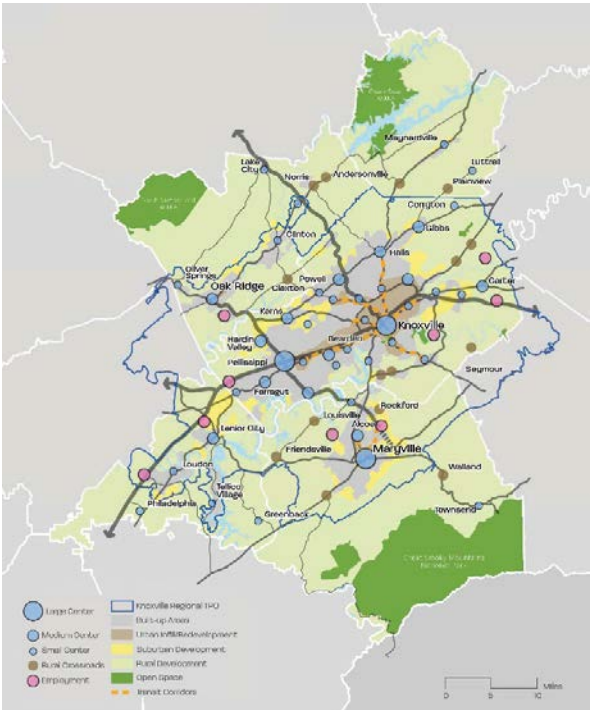 Maynardville
Luttrell
Lake
City
Norris
Andersonville
Plainview
Corryton
Gibbs
Clinton
Halls
Oliver
Springs
Oak Ridge
Powell
Claxton
Carter
Karns
Knoxville
Hardin
Valley
Bearden
Pellissippi
Seymour
Farragut
Rockford
Louisville
Alcoa
Lenoir City
Maryville
Friendsville
Loudon
Walland
Tellico
Village
Philadelphia
Greenback
Townsend
Great Smoky Mountains
National Park
Large Center
Medium Center
Small Center
Rural Crossroads
Employment
Knoxville Regional TPO
Built-up Areas
Urban Infill/Redevelopment
Suburban Development
Rural Development
Open Space
Transit Corridors
0 5 10
Miles